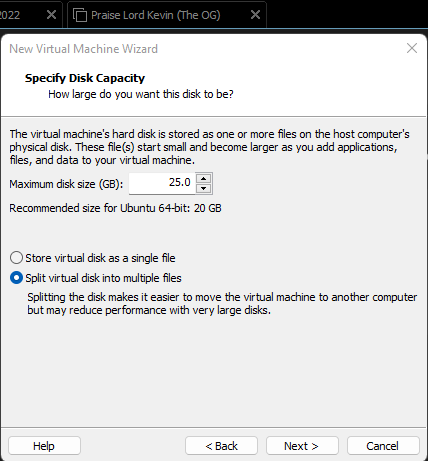 2022
Praise Lord Kevin (The OG)
New Virtual Machine Wizard
Specify Disk Capacity
How large do you want this disk to be?
The virtual machine's hard disk is stored as one or more files on the host computer's
physical disk. These file(s) start small and become larger as you add applications,
files, and data to your virtual machine.
Maximum disk size (GB): 25.0
Recommended size for Ubuntu 64-bit: 20 GB
Store virtual disk as a single file
Split virtual disk into multiple files
Splitting the disk makes it easier to move the virtual machine to another computer
but may reduce performance with very large disks.
Help < Back Next > Cancel